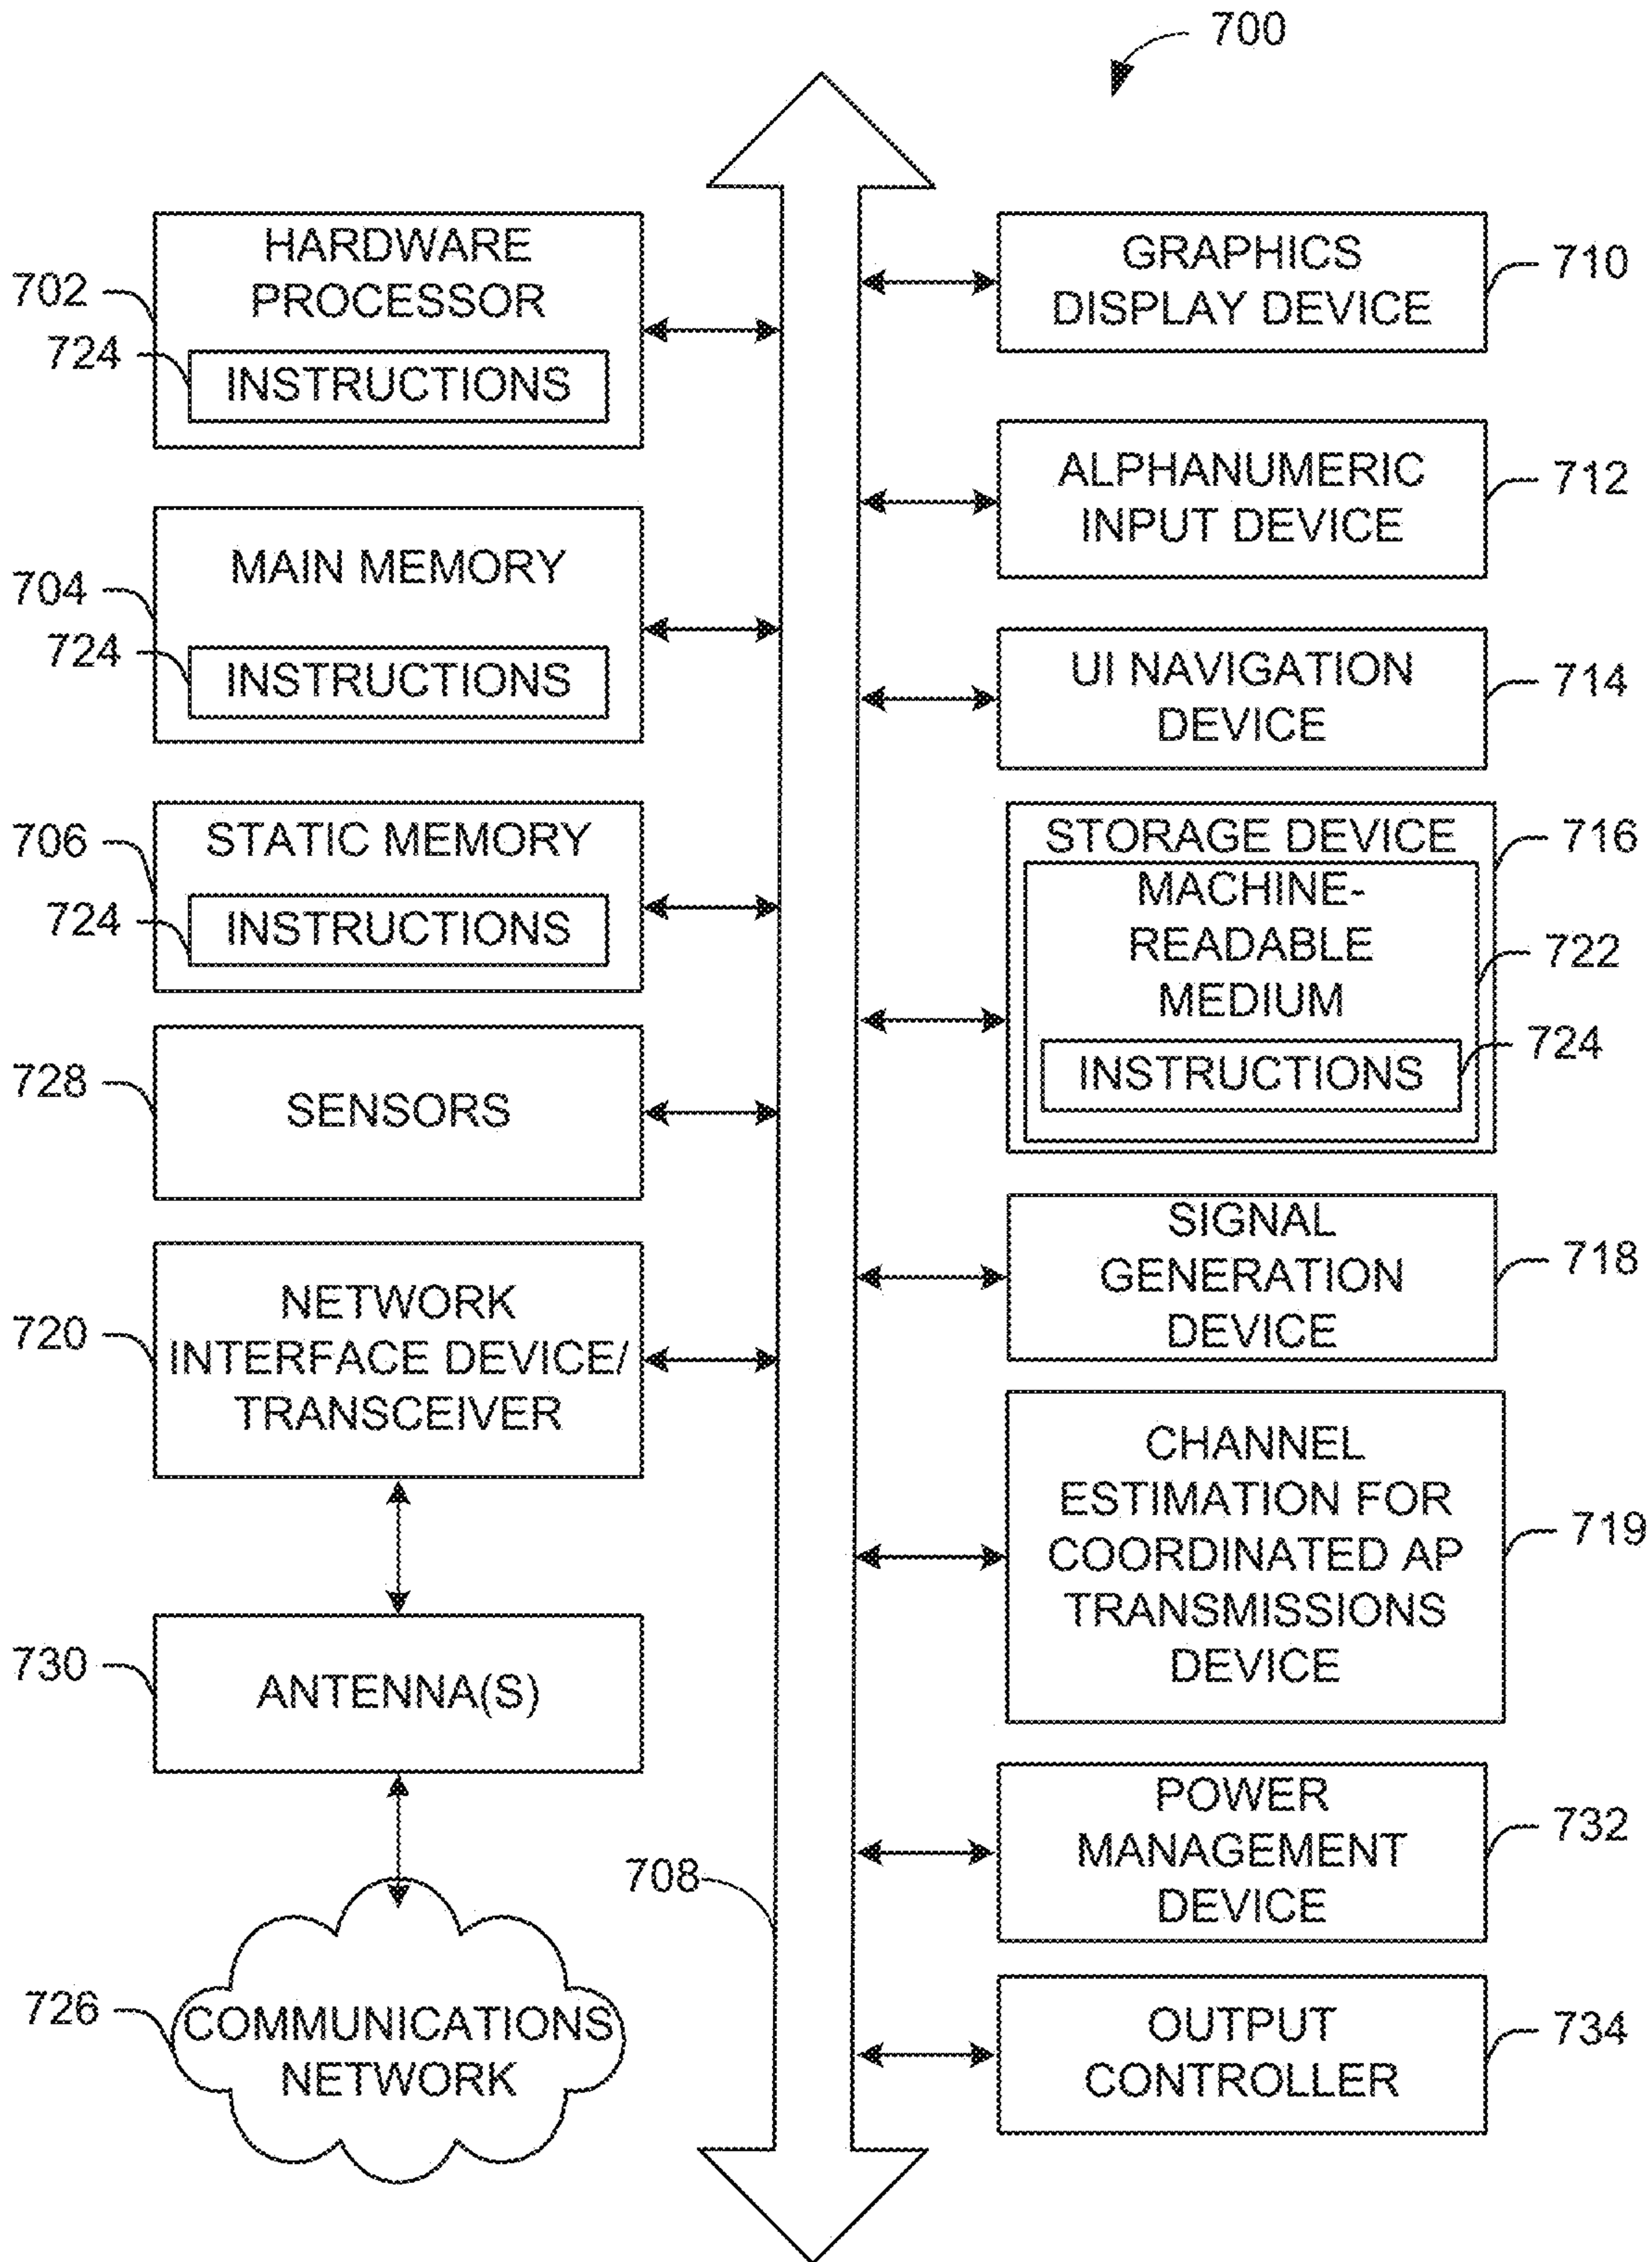 700
HARDWARE
PROCESSOR
702
724
INSTRUCTIONS
MAIN MEMORY
704
724
INSTRUCTIONS
STATIC MEMORY
706
724
INSTRUCTIONS
728
SENSORS
NETWORK
INTERFACE DEVICE/
TRANSCEIVER
720
730
ANTENNA(S)
726
COMMUNICATIONS
NETWORK
708
GRAPHICS
DISPLAY DEVICE
710
ALPHANUMERIC
INPUT DEVICE
712
UI NAVIGATION
DEVICE
714
STORAGE DEVICE
716
MACHINE-
READABLE
MEDIUM
722
INSTRUCTIONS
724
SIGNAL
GENERATION
DEVICE
718
CHANNEL
ESTIMATION FOR
COORDINATED AP
TRANSMISSIONS
DEVICE
719
POWER
MANAGEMENT
DEVICE
732
OUTPUT
CONTROLLER
734